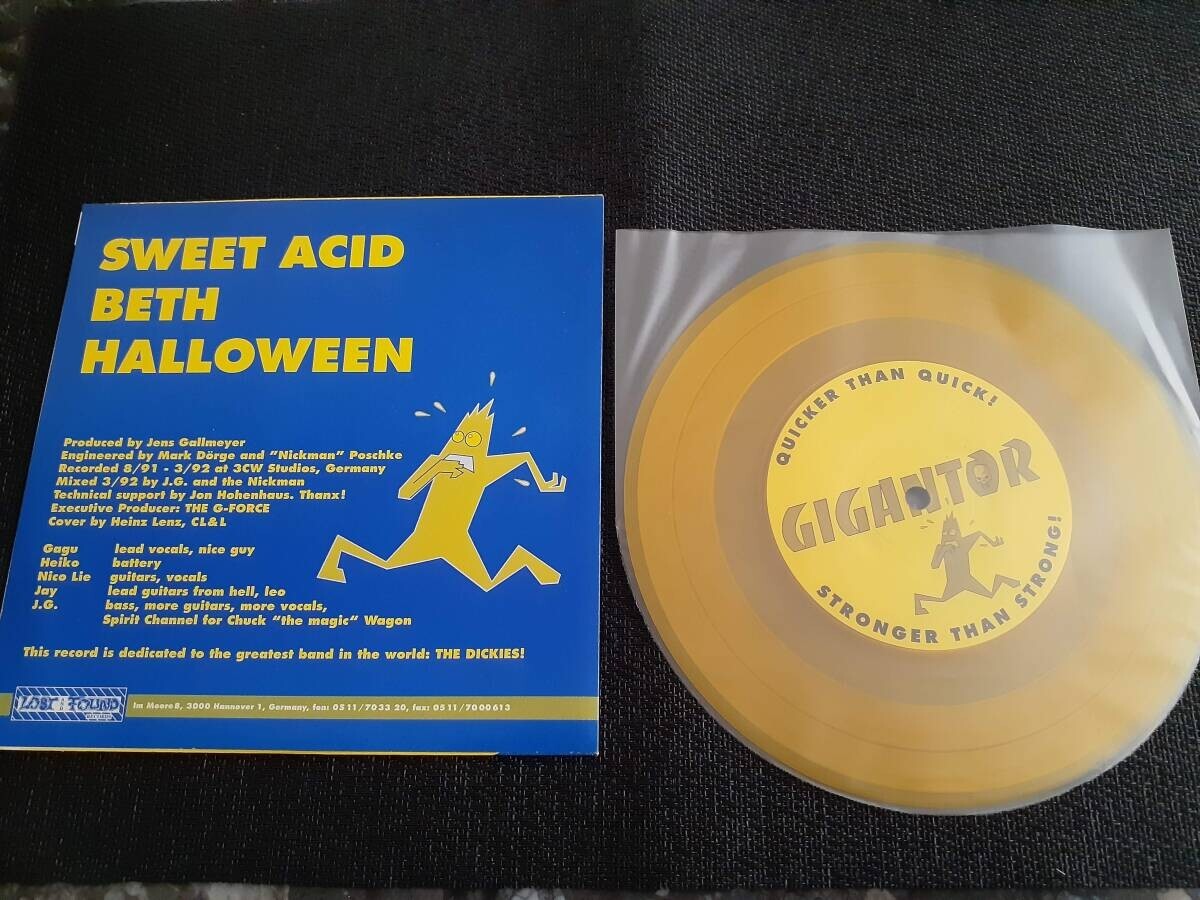 SWEET ACID
BETH
HALLOWEEN
Produced by Jens Gallmeyer
Engineered by Mark Dörge and "Nickman" Poschke
Recorded 8/91 - 3/92 at 3CW Studios, Germany
Mixed 3/92 by J.G. and the Nickman
Technical support by Jon Hohenhaus. Thanx!
Executive Producer: THE G-FORCE
Cover by Heinz Lenz, CL&L
Gagu lead vocals, nice guy
Heiko battery
Nico Lie guitars, vocals
Jay lead guitars from hell, leo
J.G. bass, more guitars, more vocals,
Spirit Channel for Chuck "the magic" Wagon
This record is dedicated to the greatest band in the world: THE DICKIES!
LOST AND FOUND
Im Moore 8, 3000 Hannover 1, Germany, fon: 05 11/7033 20, fax: 05 11/7000613
QUICKER THAN QUICK!
GIGANTOR
STRONGER THAN STRONG!